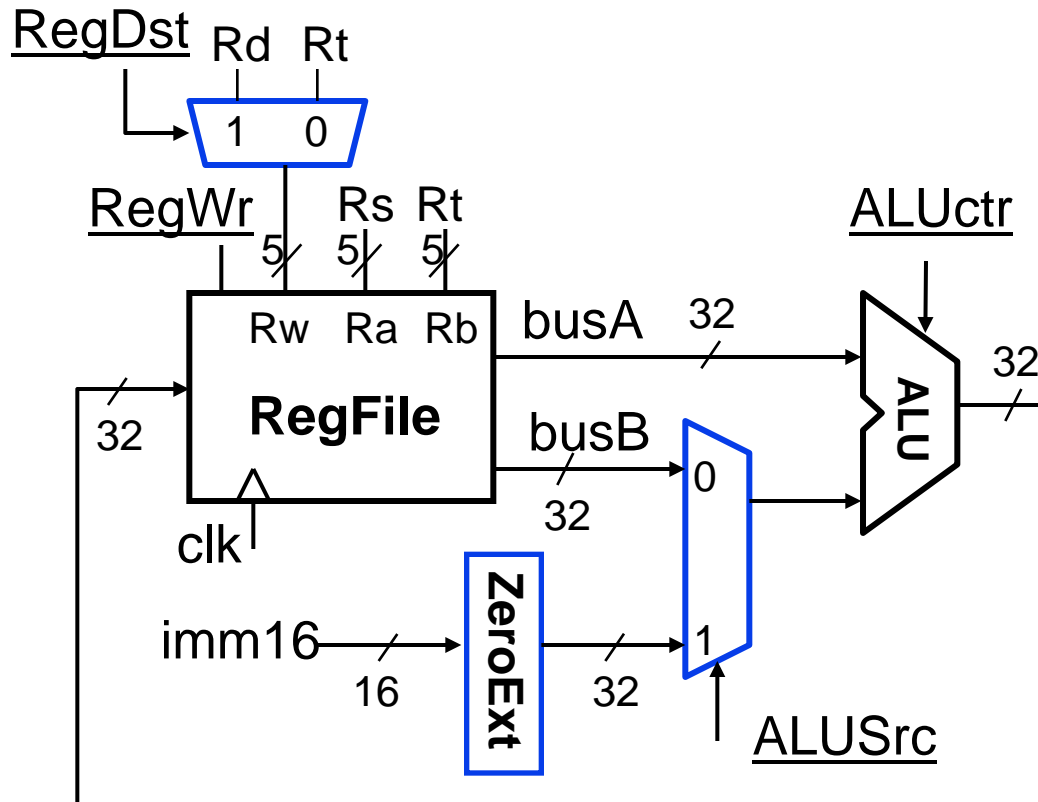 RegDst
Rd Rt
1 0
RegWr
Rs Rt
ALUctr
5 5 5
Rw Ra Rb
busA
32
32
ALU
32
RegFile
busB
0
32
clk
ZeroExt
imm16
1
16
32
ALUSrc